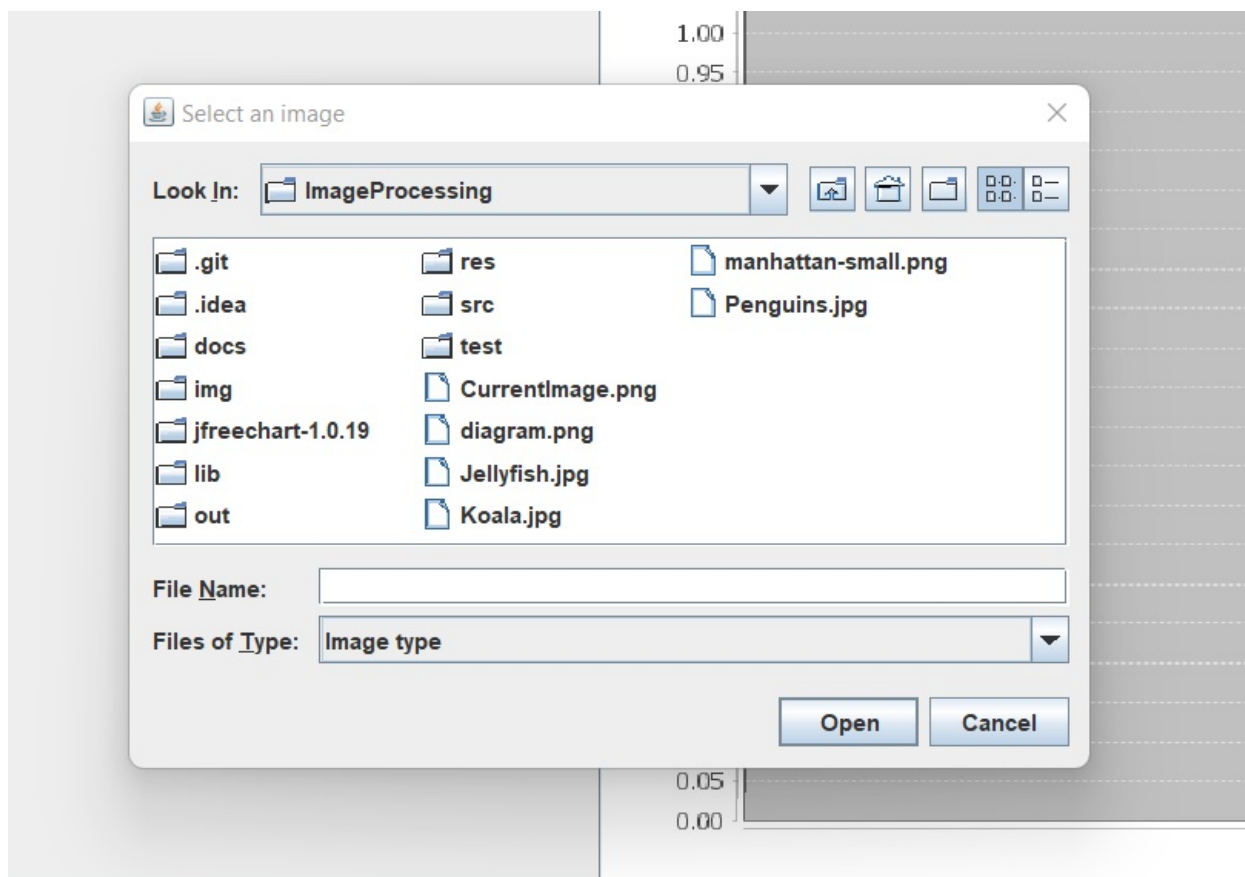 1.00
0.95
Select an image
Look In: ImageProcessing
.git
.idea
docs
img
jfreechart-1.0.19
lib
out
res
src
test
CurrentImage.png
diagram.png
Jellyfish.jpg
Koala.jpg
manhattan-small.png
Penguins.jpg
File Name:
Files of Type: Image type
Open Cancel
0.05
0.00